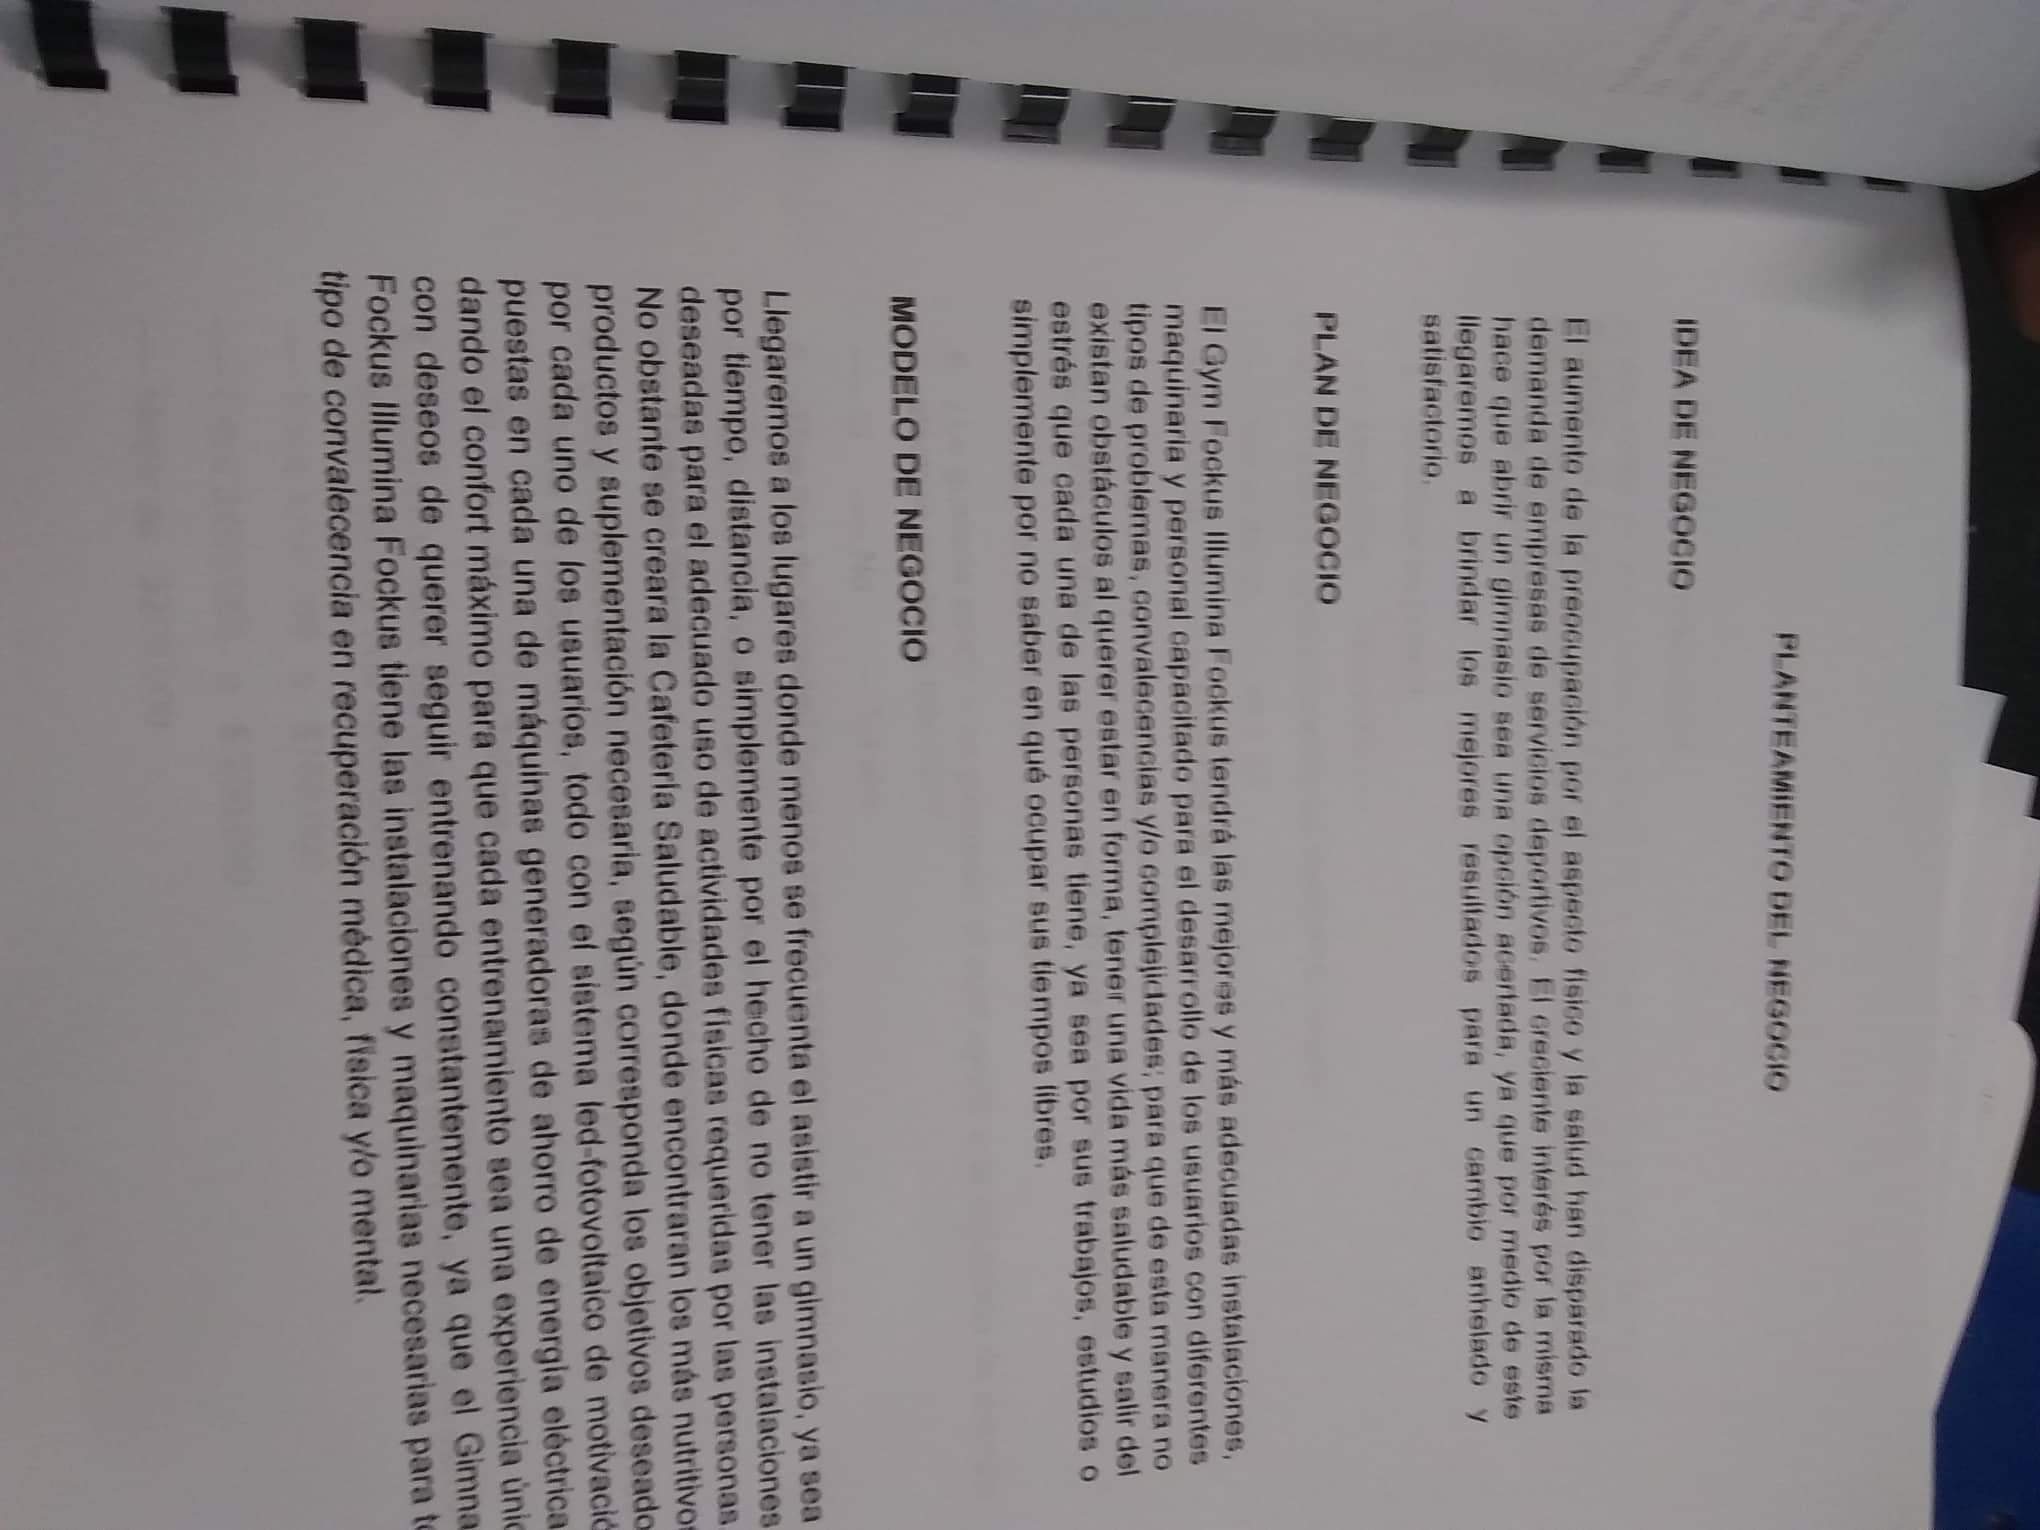 PLANTEAMIENTO DEL NEGOCIO
IDEA DE NEGOCIO
El aumento de la preocupación por el aspecto físico y la salud han disparado la
demanda de empresas de servicios deportivos. El creciente interés por la misma
hace que abrir un gimnasio sea una opción acertada, ya que por medio de este
llegaremos a brindar los mejores resultados para un cambio anhelado y
satisfactorio.
PLAN DE NEGOCIO
El Gym Fockus Illumina Fockus tendrá las mejores y más adecuadas instalaciones,
maquinaria y personal capacitado para el desarrollo de los usuarios con diferentes
tipos de problemas, convalecencias y/o complejidades; para que de esta manera no
existan obstáculos al querer estar en forma, tener una vida más saludable y salir del
estrés que cada una de las personas tiene, ya sea por sus trabajos, estudios o
simplemente por no saber en qué ocupar sus tiempos libres.
MODELO DE NEGOCIO
Llegaremos a los lugares donde menos se frecuenta el asistir a un gimnasio, ya sea
por tiempo, distancia, o simplemente por el hecho de no tener las instalaciones
deseadas para el adecuado uso de actividades físicas requeridas por las personas.
No obstante se creara la Cafetería Saludable, donde encontraran los más nutritivos
productos y suplementación necesaria, según corresponda los objetivos deseado
por cada uno de los usuarios, todo con el sistema led-fotovoltaico de motivació
puestas en cada una de máquinas generadoras de ahorro de energía eléctrica
dando el confort máximo para que cada entrenamiento sea una experiencia únic
con deseos de querer seguir entrenando constantemente, ya que el Gimna
Fockus Illumina Fockus tiene las instalaciones y maquinarias necesarias para to
tipo de convalecencia en recuperación médica, física y/o mental.